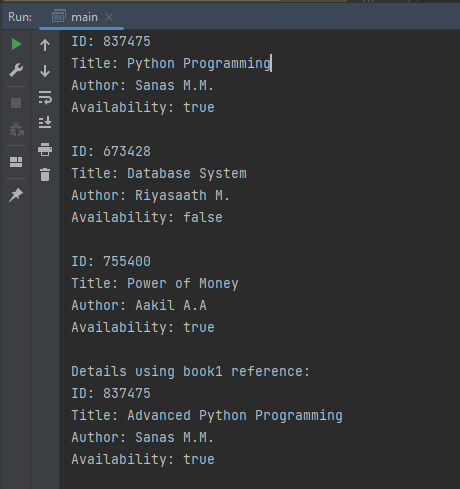 Run: main
ID: 837475
Title: Python Programming
Author: Sanas M.M.
Availability: true
ID: 673428
Title: Database System
Author: Riyasaath M.
Availability: false
ID: 755400
Title: Power of Money
Author: Aakil A.A
Availability: true
Details using book1 reference:
ID: 837475
Title: Advanced Python Programming
Author: Sanas M.M.
Availability: true